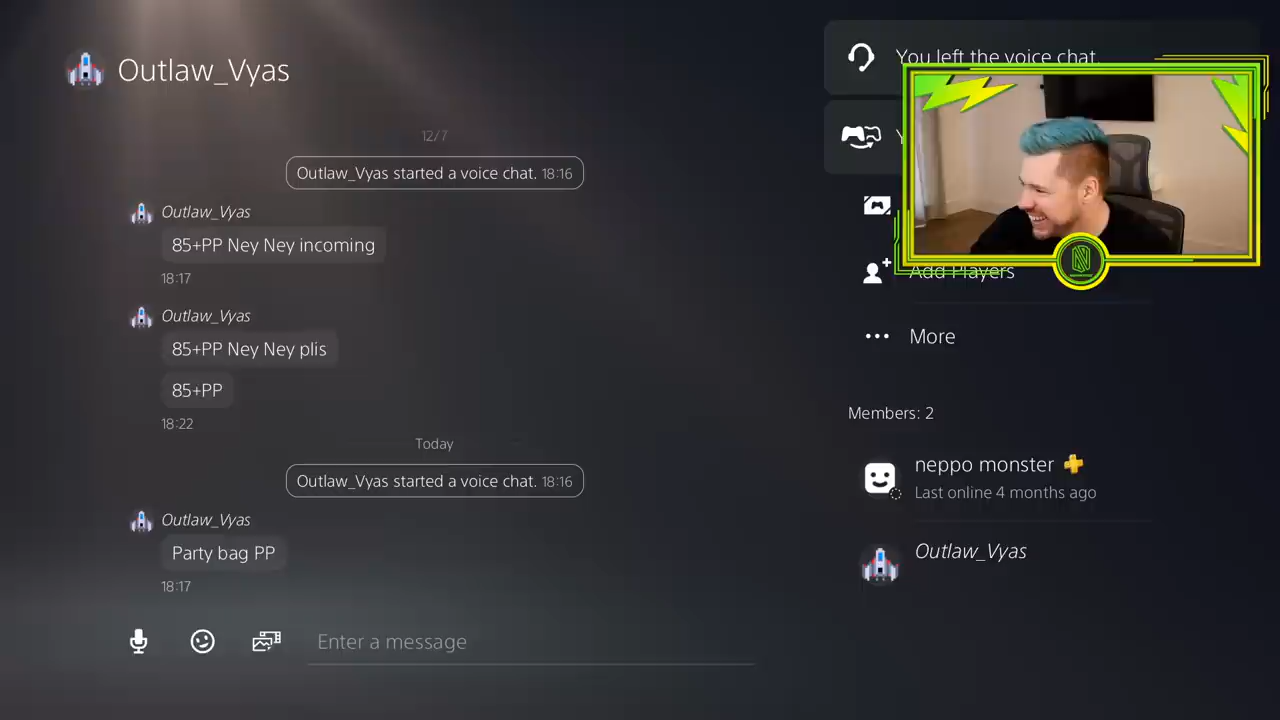 Outlaw_Vyas
12/7
Outlaw_Vyas started a voice chat. 18:16
Outlaw_Vyas
85+PP Ney Ney incoming
18:17
Outlaw_Vyas
85+PP Ney Ney plis
85+PP
18:22
Today
Outlaw_Vyas started a voice chat. 18:16
Outlaw_Vyas
Party bag PP
18:17
Enter a message
You left the voice chat.
Add Players
More
Members: 2
neppo monster
Last online 4 months ago
Outlaw_Vyas